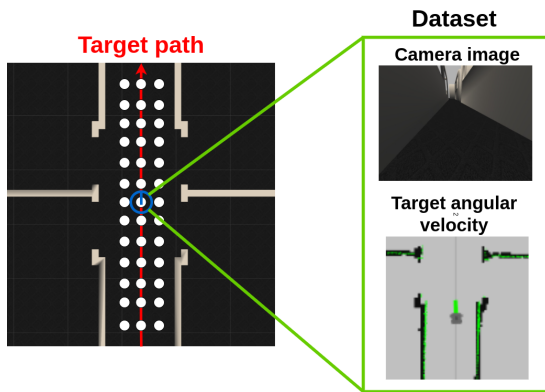 Dataset
Target path
Camera image
Target angular
velocity